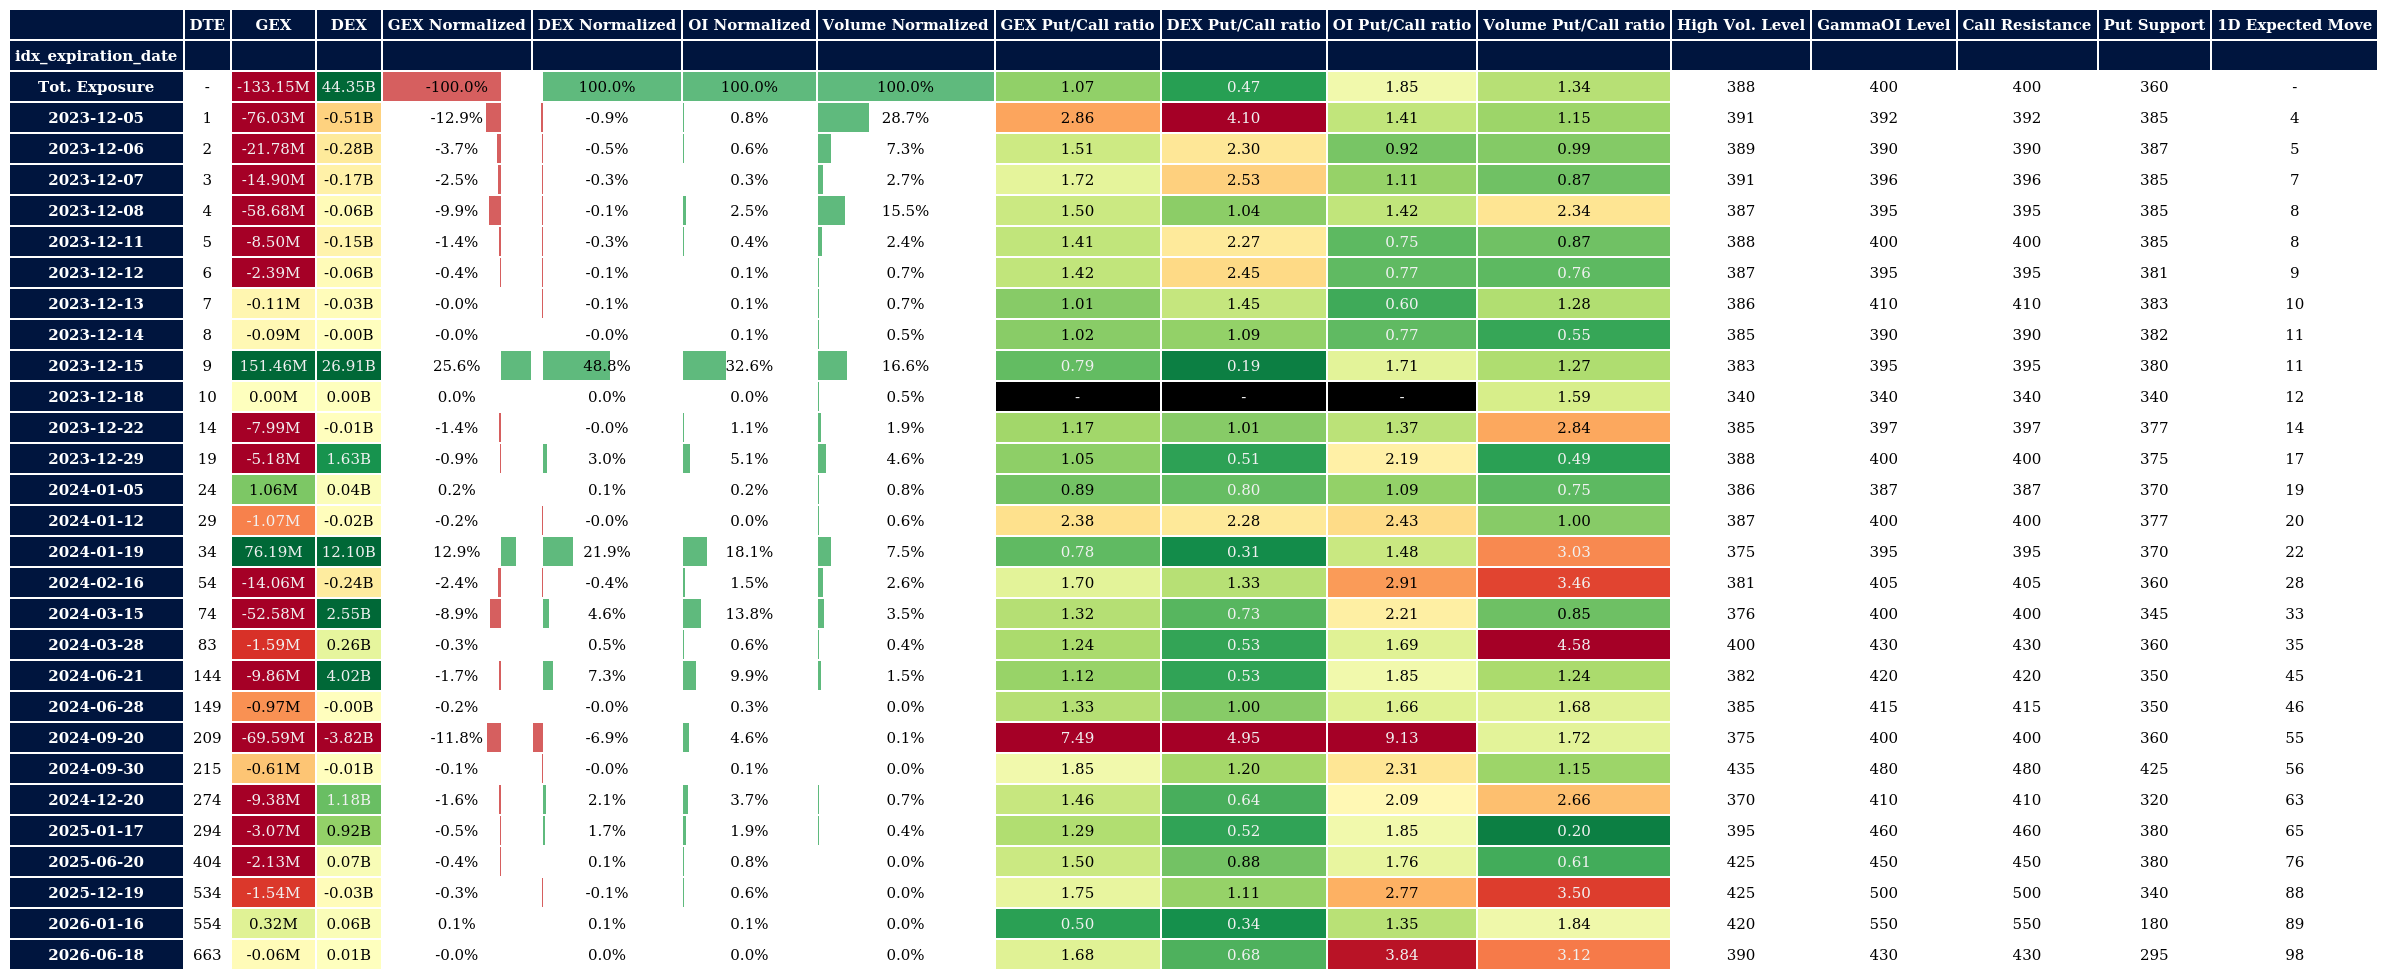 DTE GEX DEX GEX Normalized DEX Normalized OI Normalized Volume Normalized GEX Put/Call ratio DEX Put/Call ratio OI Put/Call ratio Volume Put/Call ratio High Vol. Level GammaOI Level Call Resistance Put Support 1D Expected Move
idx_expiration_date
Tot. Exposure - -133.15M 44.35B -100.0% 100.0% 100.0% 100.0% 1.07 0.47 1.85 1.34 388 400 400 360 -
2023-12-05 1 -76.03M -0.51B -12.9% -0.9% 0.8% 28.7% 2.86 4.10 1.41 1.15 391 392 392 385 4
2023-12-06 2 -21.78M -0.28B -3.7% -0.5% 0.6% 7.3% 1.51 2.30 0.92 0.99 389 390 390 387 5
2023-12-07 3 -14.90M -0.17B -2.5% -0.3% 0.3% 2.7% 1.72 2.53 1.11 0.87 391 396 396 385 7
2023-12-08 4 -58.68M -0.06B -9.9% -0.1% 2.5% 15.5% 1.50 1.04 1.42 2.34 387 395 395 385 8
2023-12-11 5 -8.50M -0.15B -1.4% -0.3% 0.4% 2.4% 1.41 2.27 0.75 0.87 388 400 400 385 8
2023-12-12 6 -2.39M -0.06B -0.4% -0.1% 0.1% 0.7% 1.42 2.45 0.77 0.76 387 395 395 381 9
2023-12-13 7 -0.11M -0.03B -0.0% -0.1% 0.1% 0.7% 1.01 1.45 0.60 1.28 386 410 410 383 10
2023-12-14 8 -0.09M -0.00B -0.0% -0.0% 0.1% 0.5% 1.02 1.09 0.77 0.55 385 390 390 382 11
2023-12-15 9 151.46M 26.91B 25.6% 48.8% 32.6% 16.6% 0.79 0.19 1.71 1.27 383 395 395 380 11
2023-12-18 10 0.00M 0.00B 0.0% 0.0% 0.0% 0.5% - - - 1.59 340 340 340 340 12
2023-12-22 14 -7.99M -0.01B -1.4% -0.0% 1.1% 1.9% 1.17 1.01 1.37 2.84 385 397 397 377 14
2023-12-29 19 -5.18M 1.63B -0.9% 3.0% 5.1% 4.6% 1.05 0.51 2.19 0.49 388 400 400 375 17
2024-01-05 24 1.06M 0.04B 0.2% 0.1% 0.2% 0.8% 0.89 0.80 1.09 0.75 386 387 387 370 19
2024-01-12 29 -1.07M -0.02B -0.2% -0.0% 0.0% 0.6% 2.38 2.28 2.43 1.00 387 400 400 377 20
2024-01-19 34 76.19M 12.10B 12.9% 21.9% 18.1% 7.5% 0.78 0.31 1.48 3.03 375 395 395 370 22
2024-02-16 54 -14.06M -0.24B -2.4% -0.4% 1.5% 2.6% 1.70 1.33 2.91 3.46 381 405 405 360 28
2024-03-15 74 -52.58M 2.55B -8.9% 4.6% 13.8% 3.5% 1.32 0.73 2.21 0.85 376 400 400 345 33
2024-03-28 83 -1.59M 0.26B -0.3% 0.5% 0.6% 0.4% 1.24 0.53 1.69 4.58 400 430 430 360 35
2024-06-21 144 -9.86M 4.02B -1.7% 7.3% 9.9% 1.5% 1.12 0.53 1.85 1.24 382 420 420 350 45
2024-06-28 149 -0.97M -0.00B -0.2% -0.0% 0.3% 0.0% 1.33 1.00 1.66 1.68 385 415 415 350 46
2024-09-20 209 -69.59M -3.82B -11.8% -6.9% 4.6% 0.1% 7.49 4.95 9.13 1.72 375 400 400 360 55
2024-09-30 215 -0.61M -0.01B -0.1% -0.0% 0.1% 0.0% 1.85 1.20 2.31 1.15 435 480 480 425 56
2024-12-20 274 -9.38M 1.18B -1.6% 2.1% 3.7% 0.7% 1.46 0.64 2.09 2.66 370 410 410 320 63
2025-01-17 294 -3.07M 0.92B -0.5% 1.7% 1.9% 0.4% 1.29 0.52 1.85 0.20 395 460 460 380 65
2025-06-20 404 -2.13M 0.07B -0.4% 0.1% 0.8% 0.0% 1.50 0.88 1.76 0.61 425 450 450 380 76
2025-12-19 534 -1.54M -0.03B -0.3% -0.1% 0.6% 0.0% 1.75 1.11 2.77 3.50 425 500 500 340 88
2026-01-16 554 0.32M 0.06B 0.1% 0.1% 0.1% 0.0% 0.50 0.34 1.35 1.84 420 550 550 180 89
2026-06-18 663 -0.06M 0.01B -0.0% 0.0% 0.0% 0.0% 1.68 0.68 3.84 3.12 390 430 430 295 98